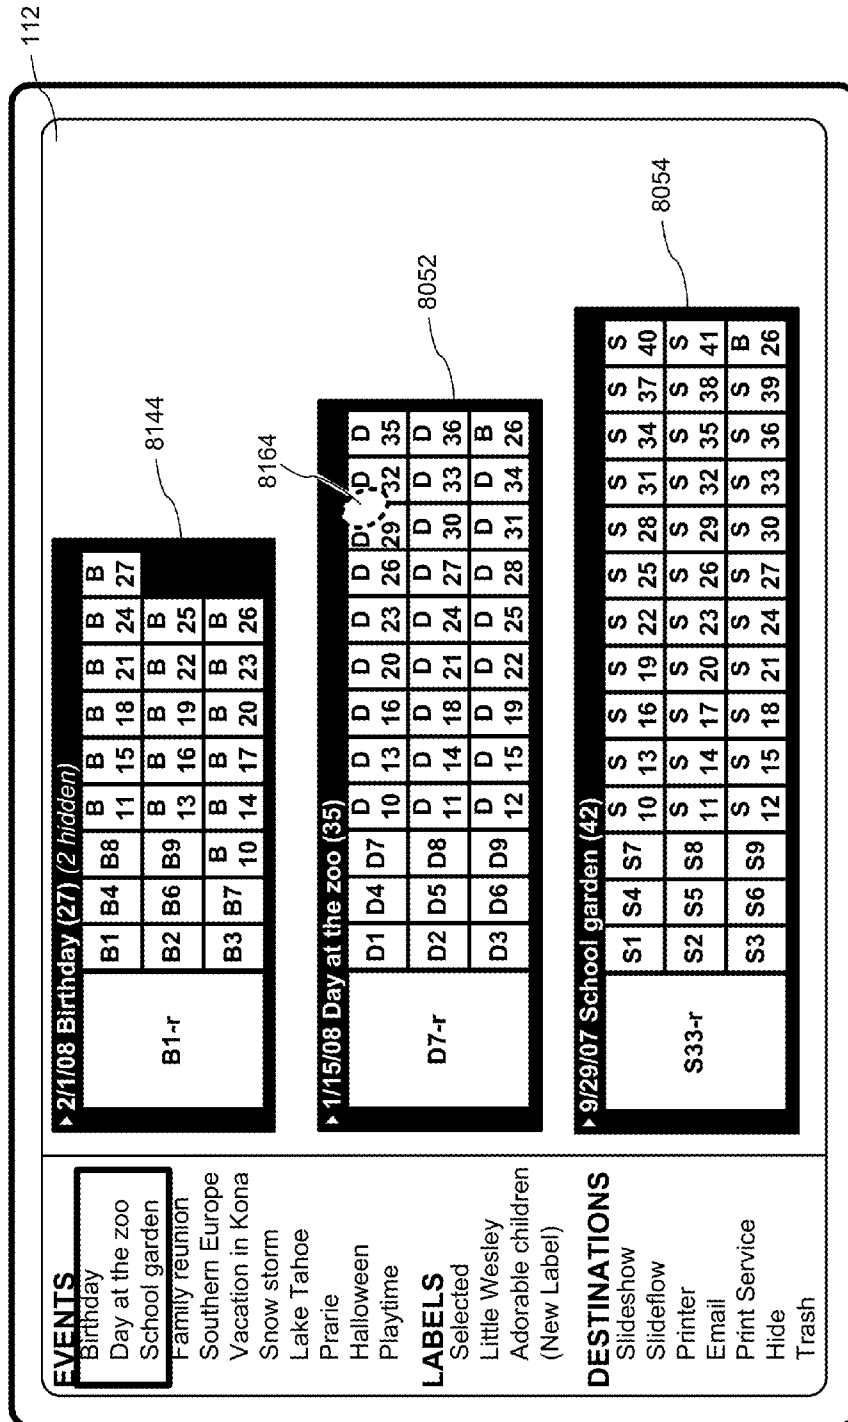 112
EVENTS
Birthday
Day at the zoo
School garden
Family reunion
Southern Europe
Vacation in Kona
Snow storm
Lake Tahoe
Prarie
Halloween
Playtime
LABELS
Selected
Little Wesley
Adorable children
(New Label)
DESTINATIONS
Slideshow
Slideflow
Printer
Email
Print Service
Hide
Trash
2/1/08 Birthday (27) (2 hidden)
B1-r
B1 B4 B8 B 11 B 15 B 18 B 21 B 24 B 27
B2 B6 B9 B 13 B 16 B 19 B 22 B 25
B3 B7 B 10 B 14 B 17 B 20 B 23 B 26
8144
8164
1/15/08 Day at the zoo (35)
D7-r
D1 D4 D7 D 10 D 13 D 16 D 20 D 23 D 26 D 29 D 32 D 35
D2 D5 D8 D 11 D 14 D 18 D 21 D 24 D 27 D 30 D 33 D 36
D3 D6 D9 D 12 D 15 D 19 D 22 D 25 D 28 D 31 D 34 B 26
8052
9/29/07 School garden (42)
S33-r
S1 S4 S7 S 10 S 13 S 16 S 19 S 22 S 25 S 28 S 31 S 34 S 37 S 40
S2 S5 S8 S 11 S 14 S 17 S 20 S 23 S 26 S 29 S 32 S 35 S 38 S 41
S3 S6 S9 S 12 S 15 S 18 S 21 S 24 S 27 S 30 S 33 S 36 S 39 B 26
8054